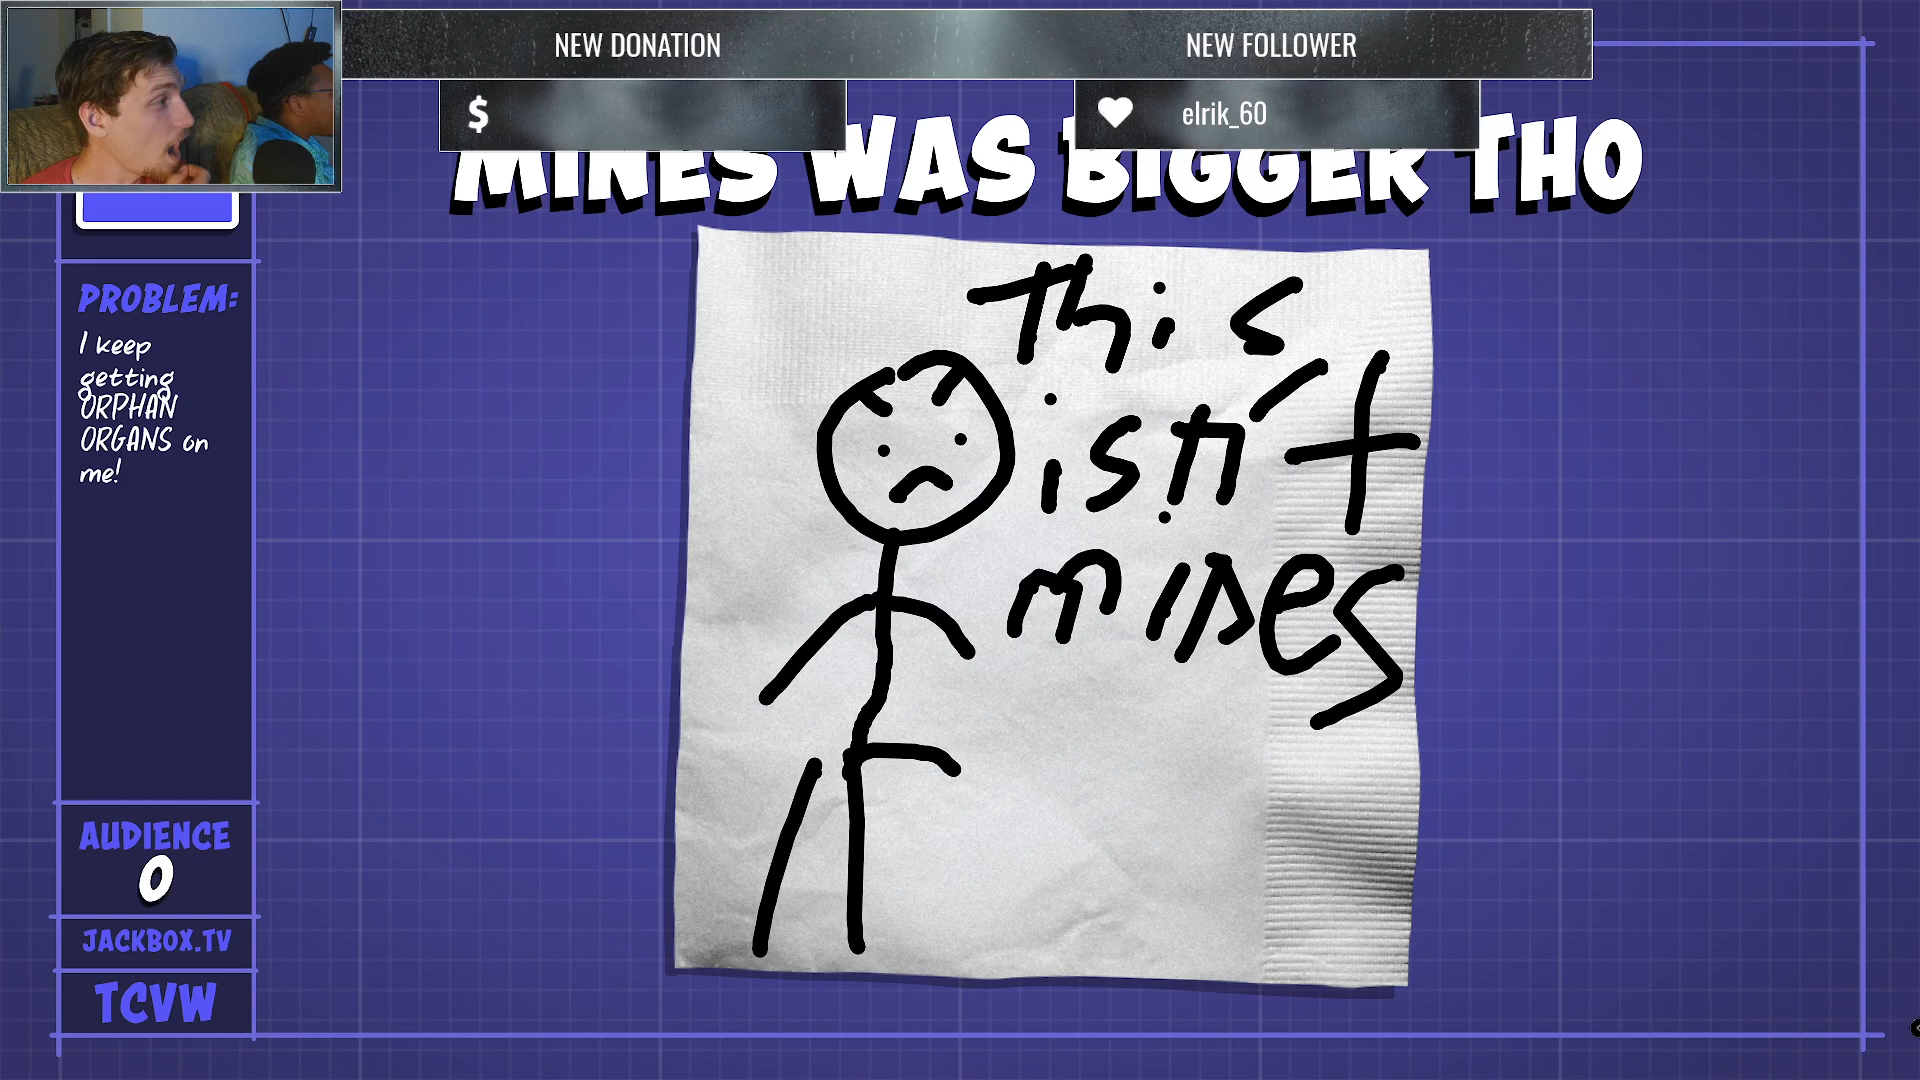 NEW DONATION
NEW FOLLOWER
$
elrik_60
MINES WAS BIGGER THO
PROBLEM:
I keep
getting
ORPHAN
ORGANS on
me!
This
isn't
mines
AUDIENCE
0
JACKBOX.TV
TCVW